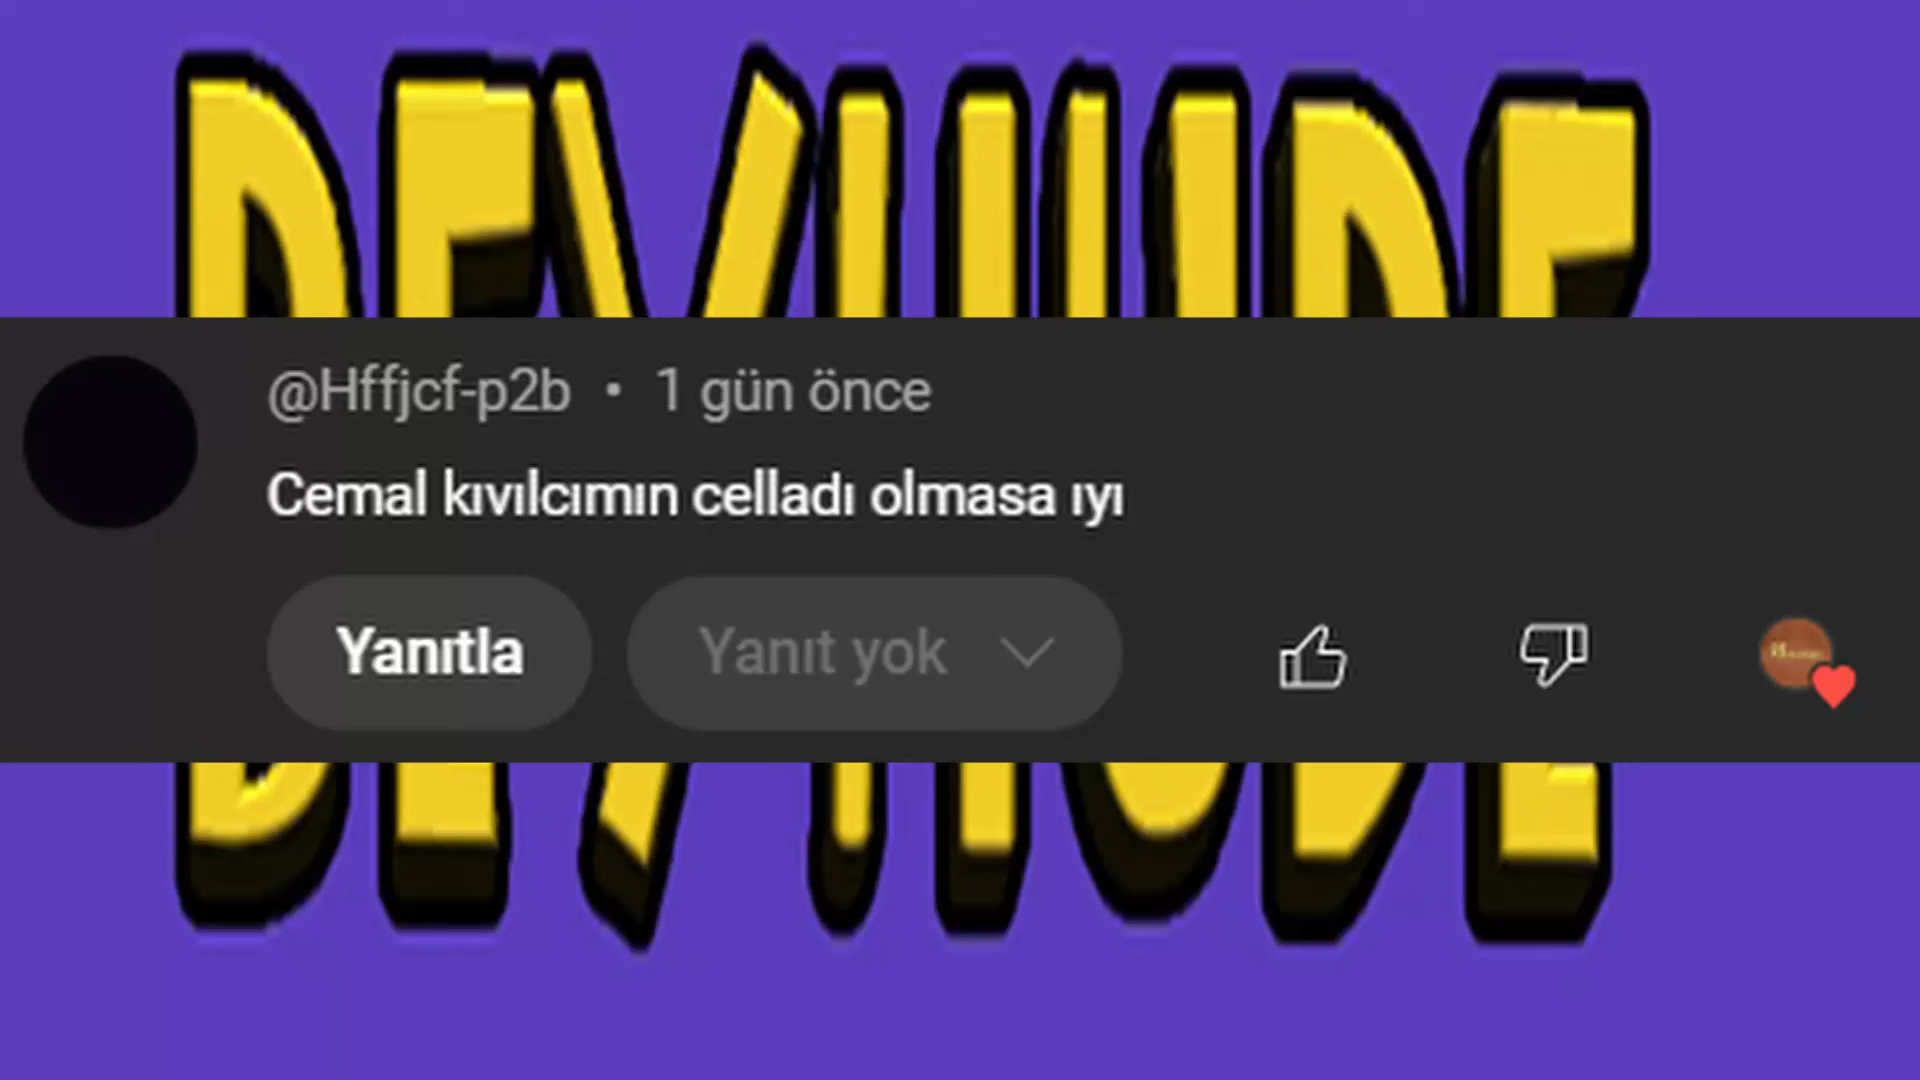 @Hffjcf-p2b • 1 gün önce
Cemal kıvılcımın celladı olmasa ıyı
Yanıtla
Yanıt yok